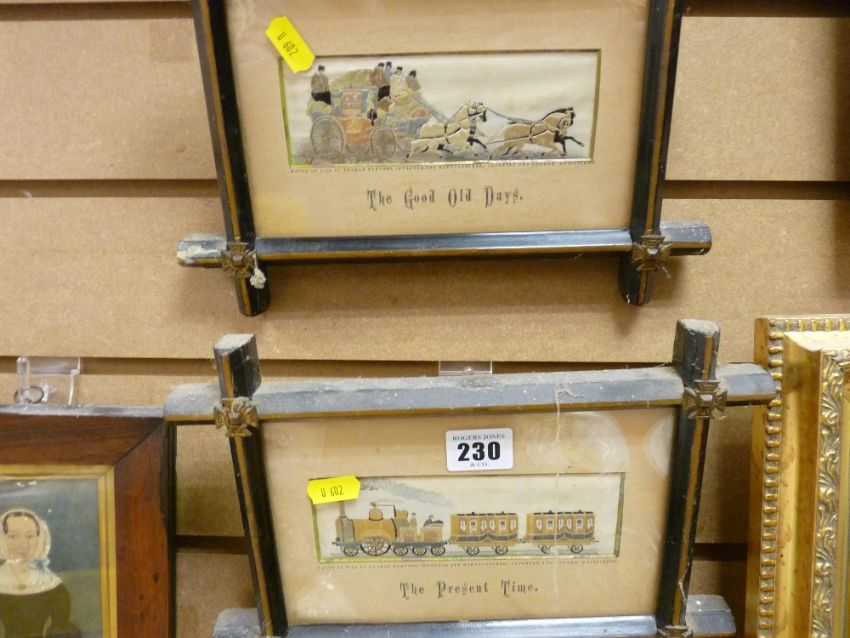 U 602
The Good Old Days.
ROGERS JONES
230
& CO.
U 602
The Present Time.